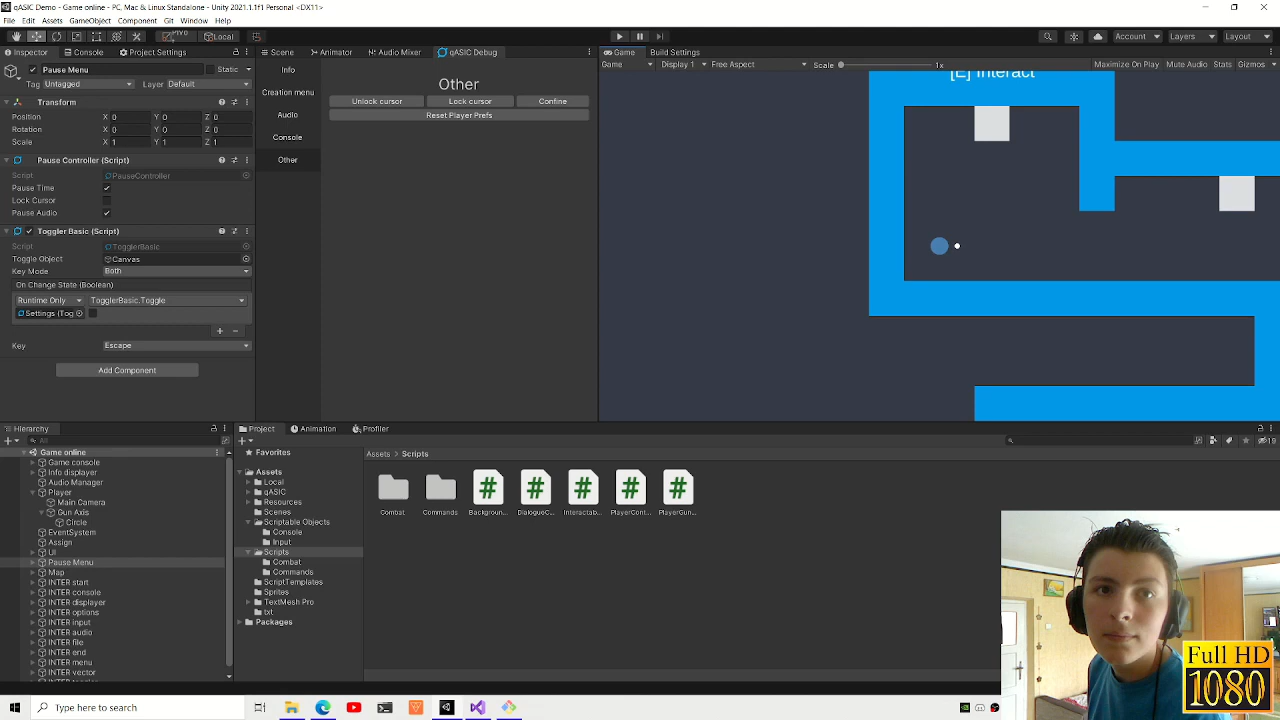 qASIC Demo - PC, Mac & Linux Standalone - Unity 2021.1.1f1 Personal <DX11>
File Edit Assets GameObject Component Git Window Help
Local Account Layers Layout
Inspector Console Project Settings
Scene Animator Audio Mixer qASIC Debug
Game Build Settings
Pause Menu Static
Tag Untagged Layer Default
Game Display 1 Free Aspect Scale 1x Maximize On Play Mute Audio Stats Gizmos
Transform
Position X 0 Y 0 Z 0
Rotation X 0 Y 0 Z 0
Scale X 1 Y 1 Z 1
Pause Controller (Script)
Script PauseController
Pause Time
Lock Cursor
Pause Audio
Toggler Basic (Script)
Script TogglerBasic
Toggle Object Canvas
Key Mode Both
On Change State (Boolean)
Runtime Only TogglerBasic.Toggle
Settings (Tog
Key Escape
Add Component
Info
Creation menu
Audio
Console
Other
Other
Unlock cursor Lock cursor Confine
Reset Player Prefs
[E] Interact
Hierarchy
All
Game online
Game console
Info displayer
Audio Manager
Player
Main Camera
Gun Axis
Circle
EventSystem
Assign
UI
Pause Menu
Map
INTER start
INTER console
INTER displayer
INTER options
INTER input
INTER audio
INTER file
INTER end
INTER menu
INTER vector
Project Animation Profiler
19
Favorites
Assets
Local
qASIC
Resources
Scenes
Scriptable Objects
Console
Input
Scripts
Combat
Commands
ScriptTemplates
Sprites
TextMesh Pro
txt
Packages
Assets Scripts
Combat Commands Backgroun... DialogueC... Interactab... PlayerCont... PlayerGun...
Full HD
1080
Type here to search